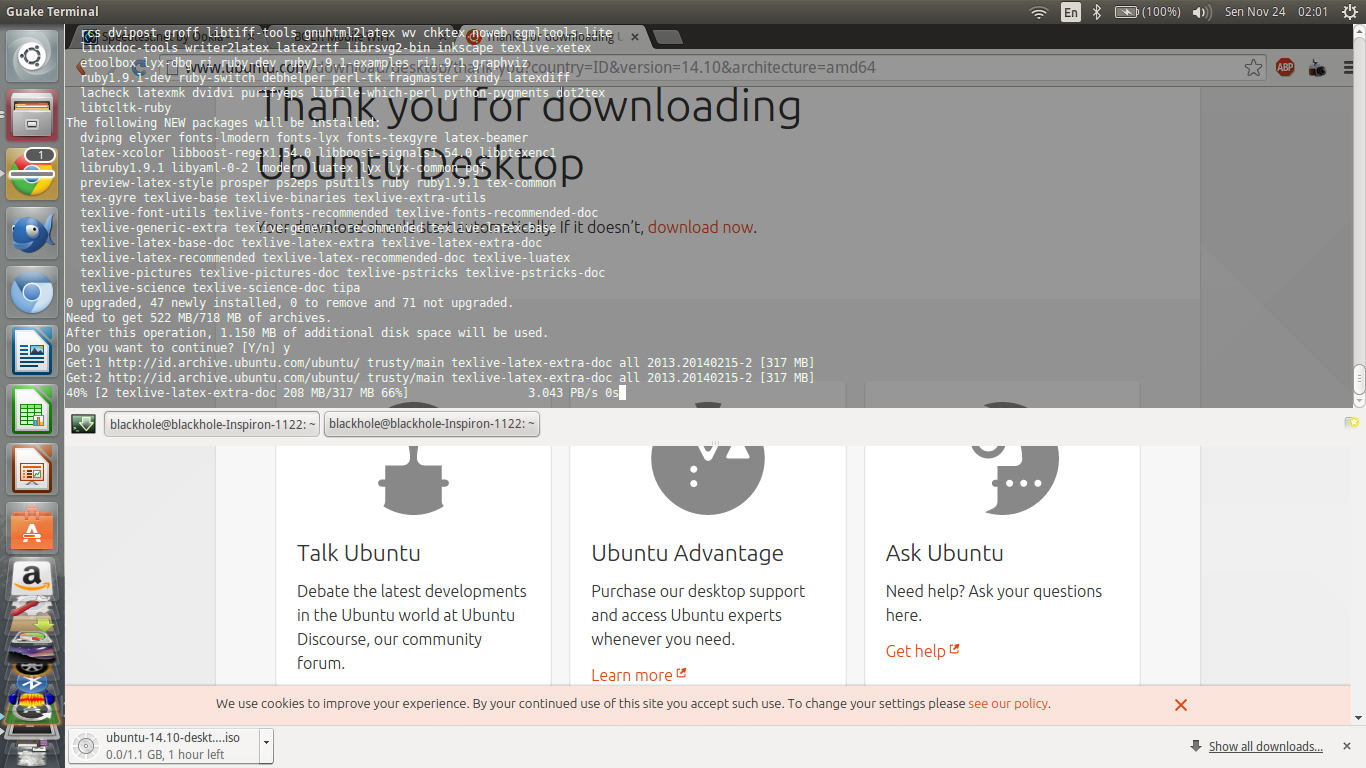 Guake Terminal
En
(100%)
Sen Nov 24
02:01
rcs dvipost groff libtiff-tools gnuhtml2latex wv chktex noweb sgmltools-lite
linuxdoc-tools writer2latex latex2rtf librsvg2-bin inkscape texlive-xetex
etoolbox lyx-dbg ri ruby-dev ruby1.9.1-examples ri1.9.1 graphviz
www.ubuntu.com/download/desktop/thank-you?country=ID&version=14.10&architecture=amd64
ABP
ruby1.9.1-dev ruby-switch debhelper perl-tk fragmaster xindy latexdiff
lacheck latexmk dvidvi purifyeps libfile-which-perl python-pygments dot2tex
libtcltk-ruby
Thank you for downloading
Ubuntu Desktop
The following NEW packages will be installed:
dvipng elyxer fonts-lmodern fonts-lyx fonts-texgyre latex-beamer
latex-xcolor libboost-regex1.54.0 libboost-signals1.54.0 libptexenc1
libruby1.9.1 libyaml-0-2 lmodern luatex lyx lyx-common pgf
preview-latex-style prosper ps2eps psutils ruby ruby1.9.1 tex-common
tex-gyre texlive-base texlive-binaries texlive-extra-utils
texlive-font-utils texlive-fonts-recommended texlive-fonts-recommended-doc
texlive-generic-extra texlive-generic-recommended texlive-latex-base
Your download should start automatically. If it doesn't, download now.
texlive-latex-base-doc texlive-latex-extra texlive-latex-extra-doc
texlive-latex-recommended texlive-latex-recommended-doc texlive-luatex
texlive-pictures texlive-pictures-doc texlive-pstricks texlive-pstricks-doc
texlive-science texlive-science-doc tipa
0 upgraded, 47 newly installed, 0 to remove and 71 not upgraded.
Need to get 522 MB/718 MB of archives.
After this operation, 1.150 MB of additional disk space will be used.
Do you want to continue? [Y/n] y
Get:1 http://id.archive.ubuntu.com/ubuntu/ trusty/main texlive-latex-extra-doc all 2013.20140215-2 [317 MB]
Get:2 http://id.archive.ubuntu.com/ubuntu/ trusty/main texlive-latex-extra-doc all 2013.20140215-2 [317 MB]
40% [2 texlive-latex-extra-doc 208 MB/317 MB 66%] 3.043 PB/s 0s
blackhole@blackhole-Inspiron-1122: ~
blackhole@blackhole-Inspiron-1122: ~
1
Talk Ubuntu
Debate the latest developments
in the Ubuntu world at Ubuntu
Discourse, our community
forum.
Ubuntu Advantage
Purchase our desktop support
and access Ubuntu experts
whenever you need.
Learn more
Ask Ubuntu
Need help? Ask your questions
here.
Get help
We use cookies to improve your experience. By your continued use of this site you accept such use. To change your settings please see our policy.
ubuntu-14.10-deskt....iso
0.0/1.1 GB, 1 hour left
Show all downloads...